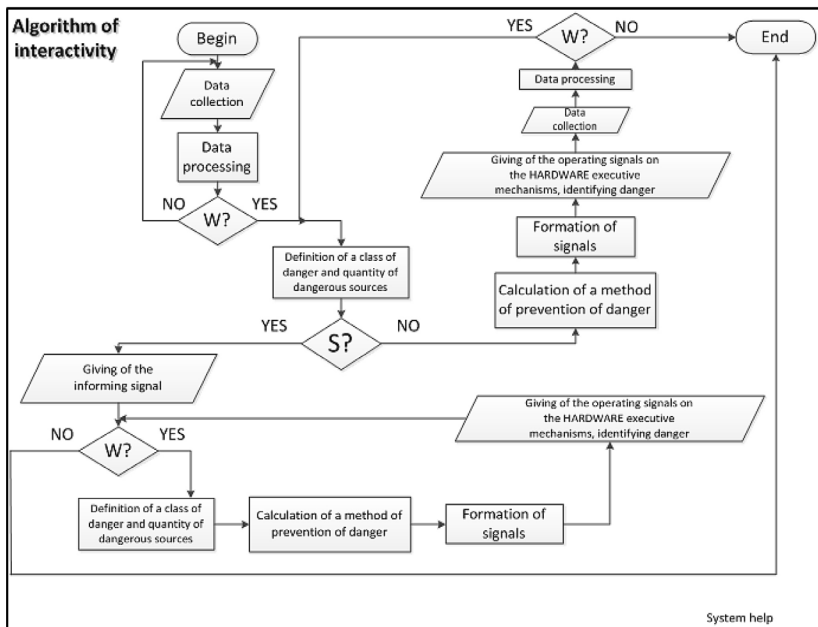 Algorithm of
interactivity
Begin
Data
collection
Data
processing
NO
W?
YES
Definition of a class of
danger and quantity of
dangerous sources
YES
S?
NO
Calculation of a method
of prevention of danger
Formation of
signals
Giving of the operating signals on
the HARDWARE executive
mechanisms, identifying danger
Data
collection
Data processing
YES
W?
NO
End
Giving of the
informing signal
NO
W?
YES
Definition of a class of
danger and quantity of
dangerous sources
Calculation of a method of
prevention of danger
Formation of
signals
Giving of the operating signals on
the HARDWARE executive
mechanisms, identifying danger
System help